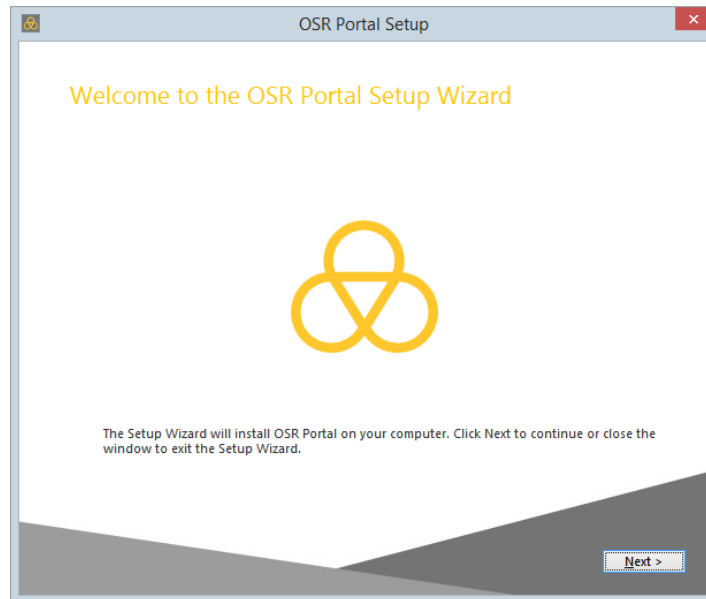 OSR Portal Setup
Welcome to the OSR Portal Setup Wizard
The Setup Wizard will install OSR Portal on your computer. Click Next to continue or close the
window to exit the Setup Wizard.
Next >